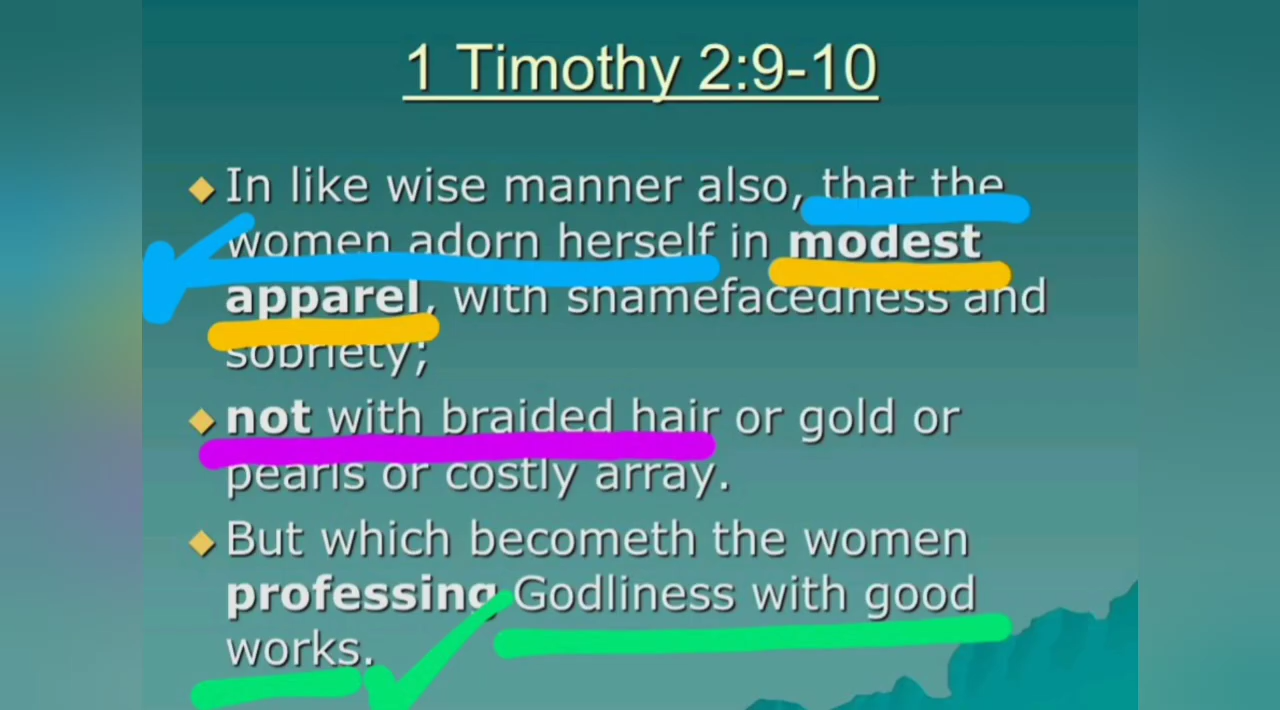 1 Timothy 2:9-10
In like wise manner also, that the
women adorn herself in modest
apparel, with shamefacedness and
sobriety;
not with braided hair or gold or
pearls or costly array.
But which becometh the women
professing Godliness with good
works.